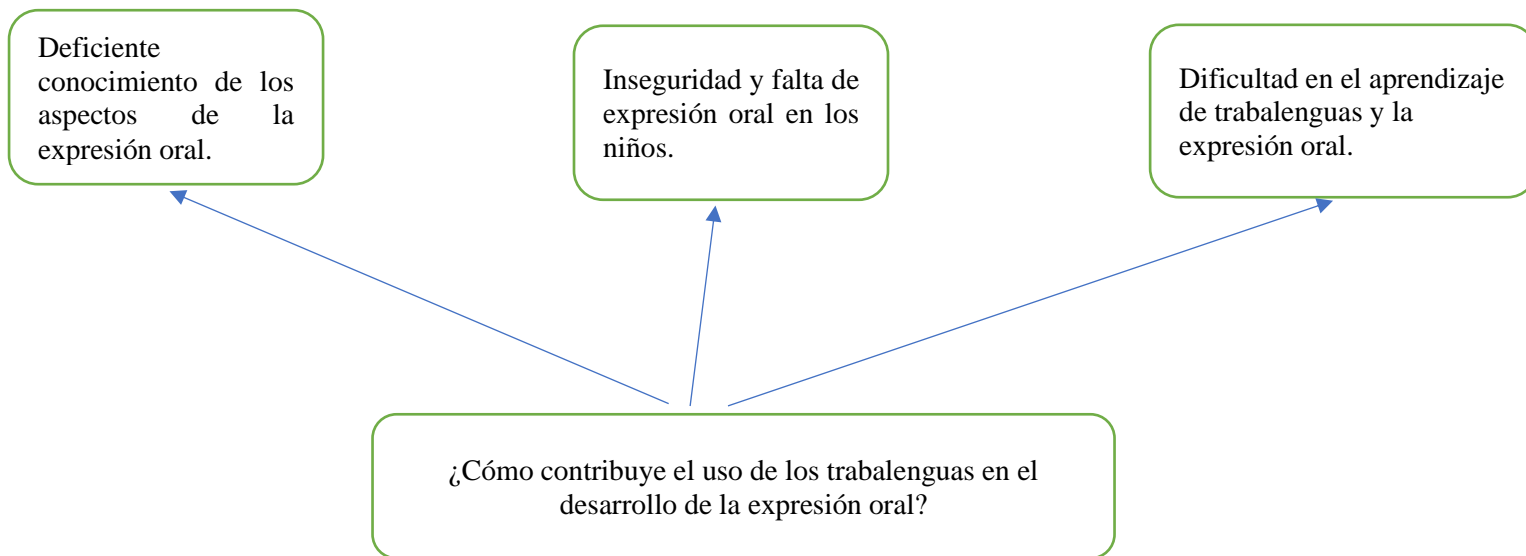 Deficiente
conocimiento de los
aspectos de la
expresión oral.
Inseguridad y falta de
expresión oral en los
niños.
Dificultad en el aprendizaje
de trabalenguas y la
expresión oral.
¿Cómo contribuye el uso de los trabalenguas en el
desarrollo de la expresión oral?